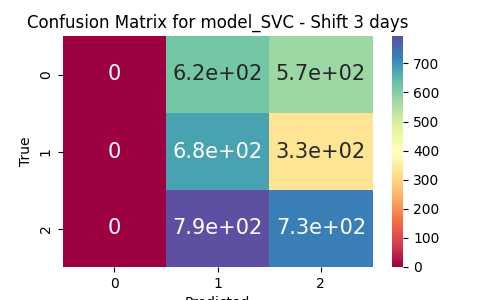 Confusion Matrix for model_SVC - Shift 3 days
0 0 6.2e+02 5.7e+02
1 0 6.8e+02 3.3e+02
2 0 7.9e+02 7.3e+02
0 1 2
Predicted
True
700
600
500
400
300
200
100
0